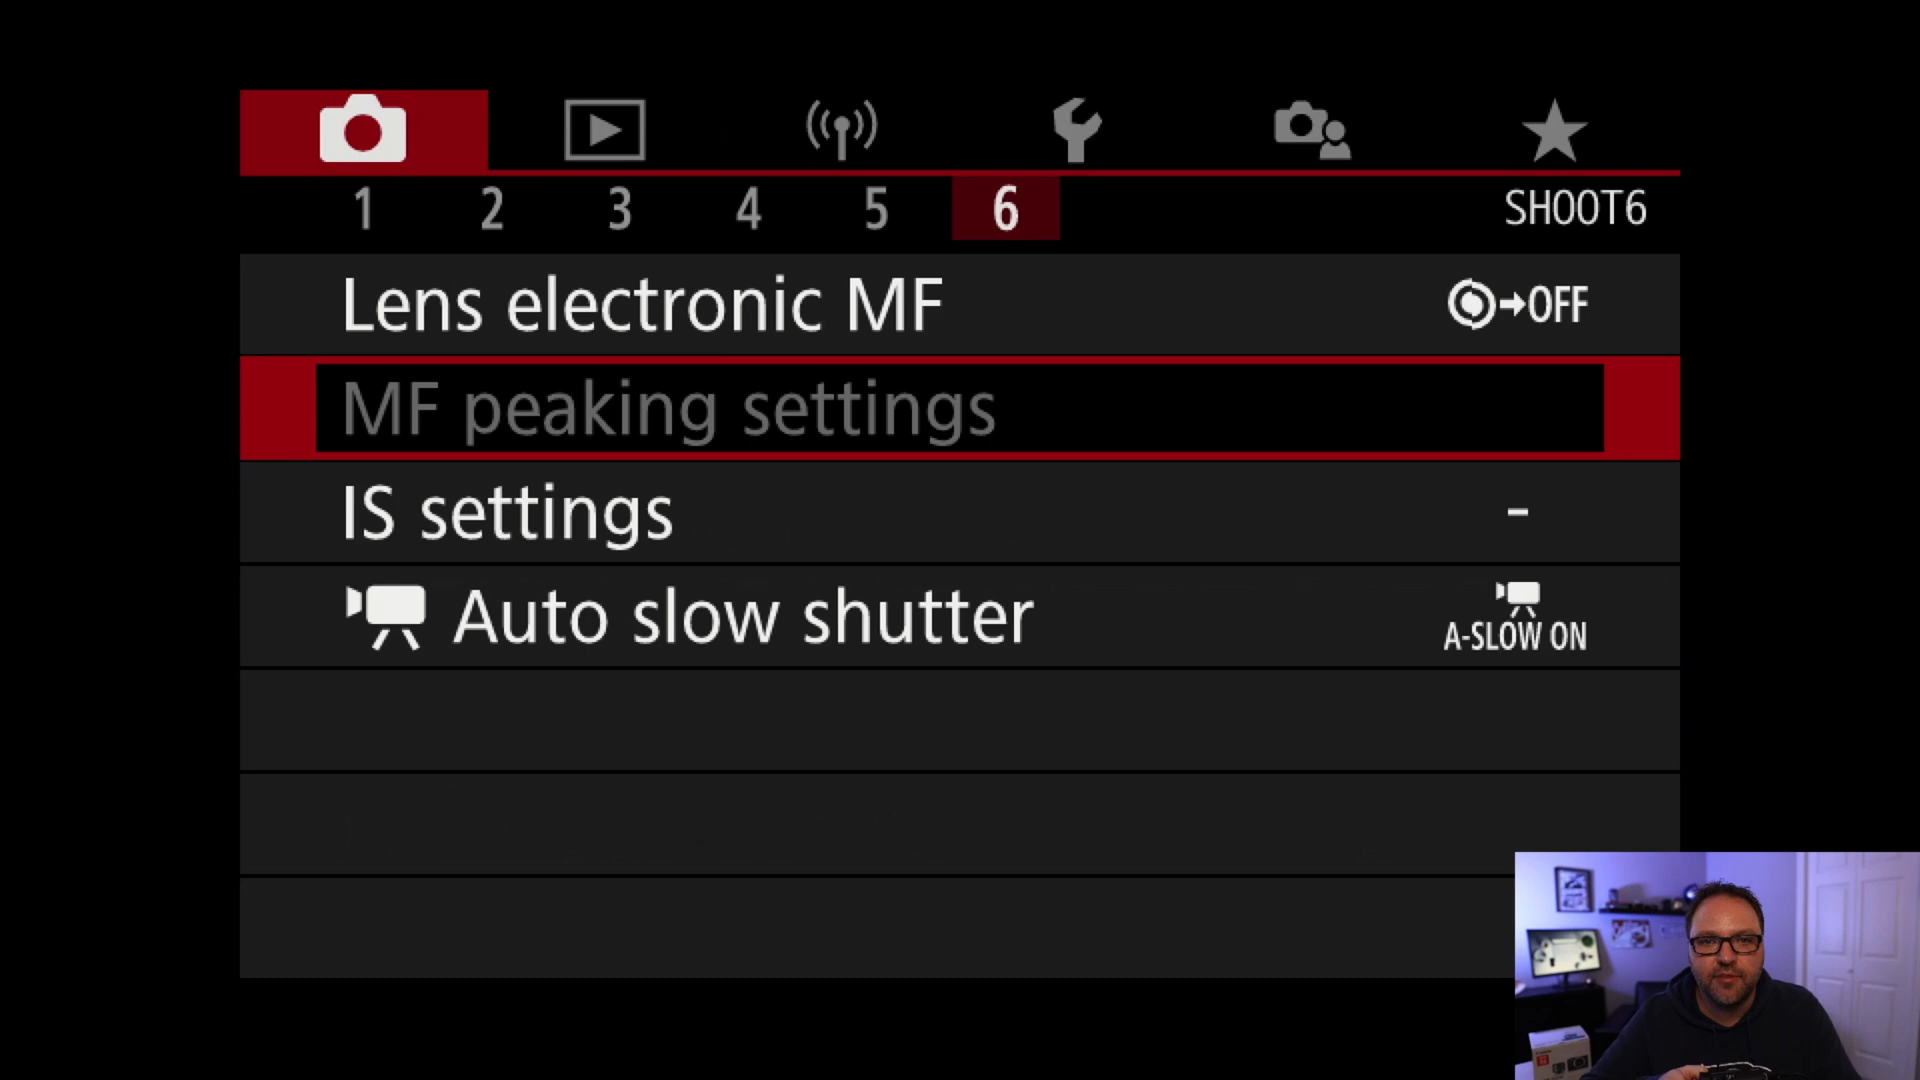 1 2 3 4 5 6 SHOOT6
Lens electronic MF OFF
MF peaking settings
IS settings -
Auto slow shutter A-SLOW ON